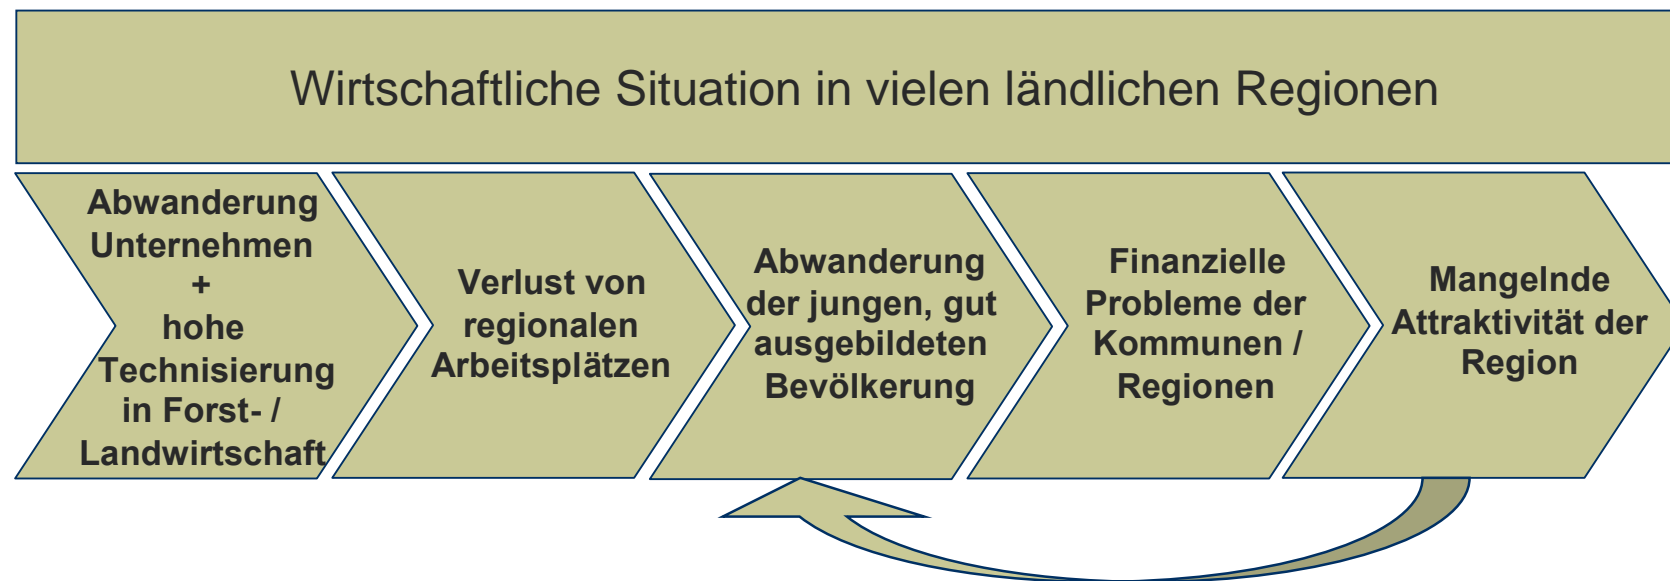 Wirtschaftliche Situation in vielen ländlichen Regionen
Abwanderung
Unternehmen
+
hohe
Technisierung
in Forst- /
Landwirtschaft
Verlust von
regionalen
Arbeitsplätzen
Abwanderung
der jungen, gut
ausgebildeten
Bevölkerung
Finanzielle
Probleme der
Kommunen /
Regionen
Mangelnde
Attraktivität der
Region